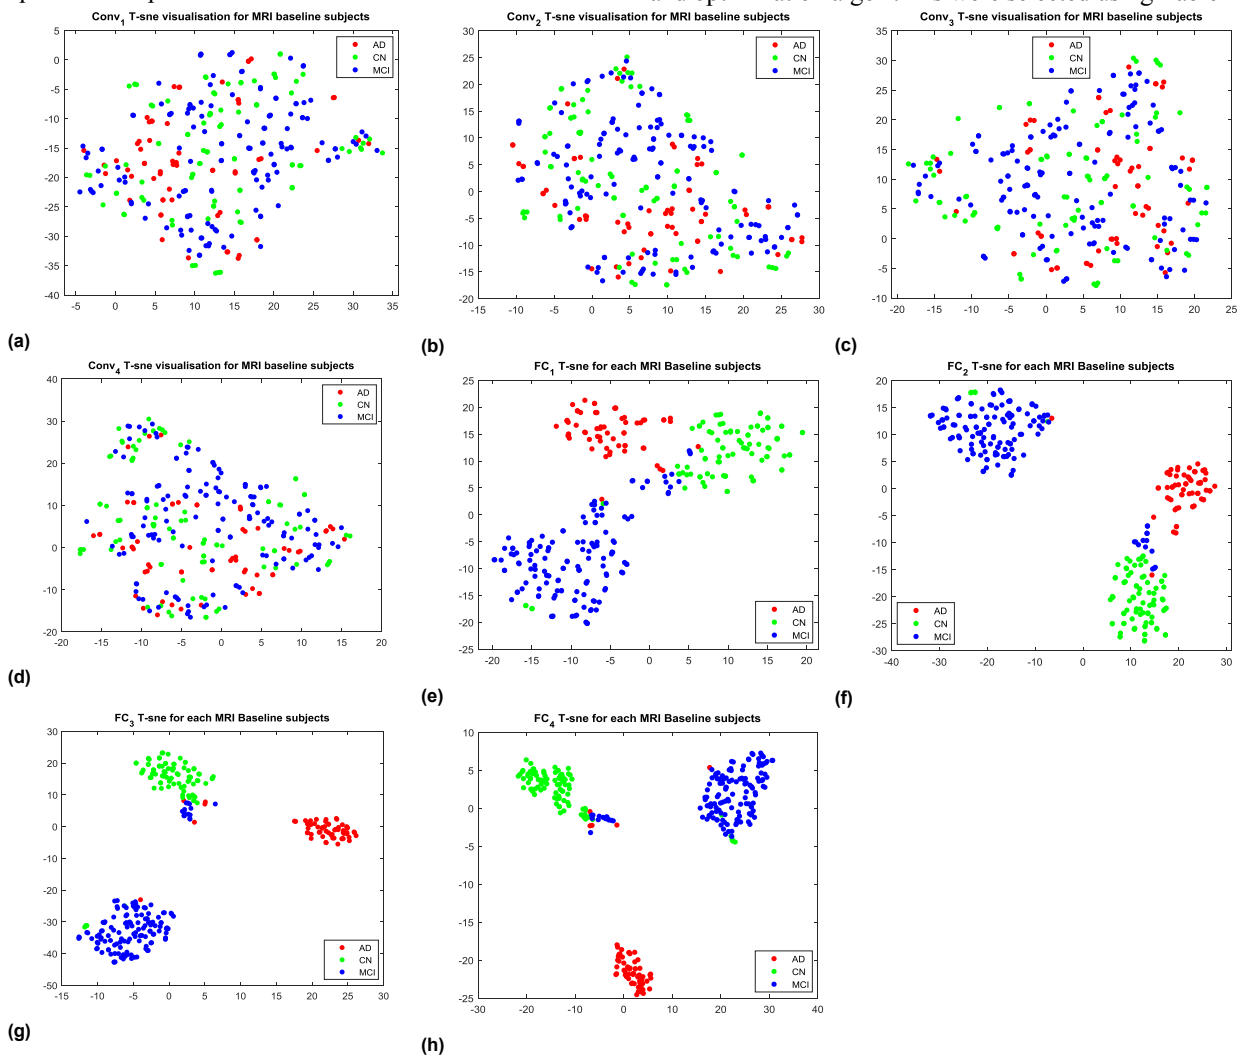 Conv1 T-sne visualisation for MRI baseline subjects
AD
CN
MCI
5
0
-5
-10
-15
-20
-25
-30
-35
-40
-5 0 5 10 15 20 25 30 35
(a)
Conv2 T-sne visualisation for MRI baseline subjects
AD
CN
MCI
30
25
20
15
10
5
0
-5
-10
-15
-20
-15 -10 -5 0 5 10 15 20 25 30
(b)
Conv3 T-sne visualisation for MRI baseline subjects
AD
CN
MCI
35
30
25
20
15
10
5
0
-5
-10
-20 -15 -10 -5 0 5 10 15 20 25
(c)
Conv4 T-sne visualisation for MRI baseline subjects
AD
CN
MCI
40
30
20
10
0
-10
-20
-20 -15 -10 -5 0 5 10 15 20
(d)
FC1 T-sne for each MRI Baseline subjects
25
20
15
10
5
0
-5
-10
-15
-20
-25
AD
CN
MCI
-20 -15 -10 -5 0 5 10 15 20
(e)
FC2 T-sne for each MRI Baseline subjects
20
15
10
5
0
-5
-10
-15
-20
-25
-30
AD
CN
MCI
-40 -30 -20 -10 0 10 20 30
(f)
FC3 T-sne for each MRI Baseline subjects
30
20
10
0
-10
-20
-30
-40
-50
AD
CN
MCI
-15 -10 -5 0 5 10 15 20 25 30
(g)
FC4 T-sne for each MRI Baseline subjects
10
5
0
-5
-10
-15
-20
-25
AD
CN
MCI
-30 -20 -10 0 10 20 30 40
(h)